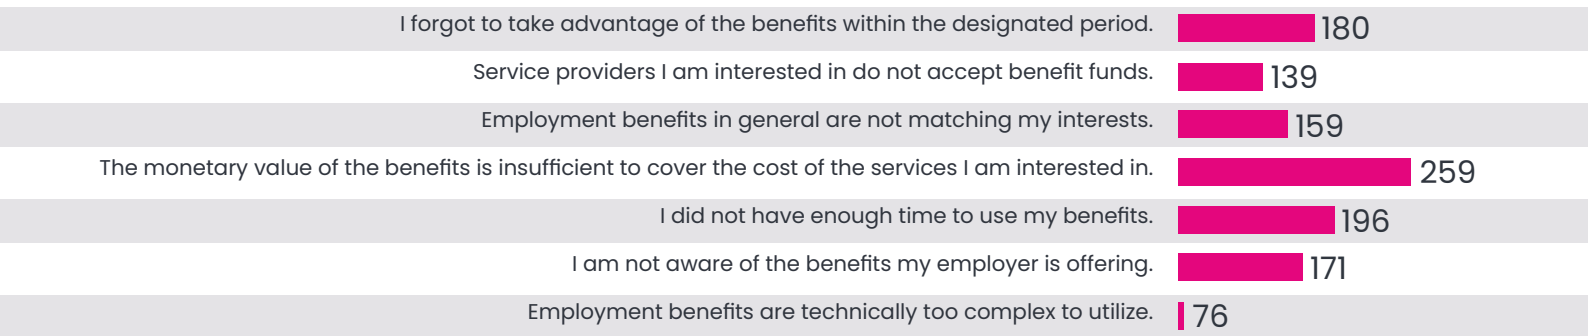 I forgot to take advantage of the benefits within the designated period. 180
Service providers I am interested in do not accept benefit funds. 139
Employment benefits in general are not matching my interests. 159
The monetary value of the benefits is insufficient to cover the cost of the services I am interested in. 259
I did not have enough time to use my benefits. 196
I am not aware of the benefits my employer is offering. 171
Employment benefits are technically too complex to utilize. 76